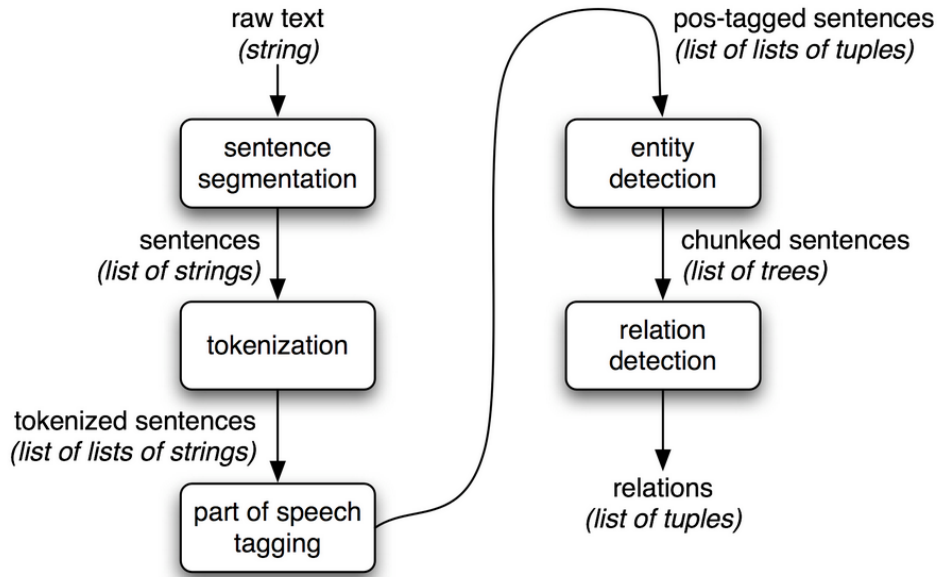 raw text
(string)
sentence
segmentation
sentences
(list of strings)
tokenization
tokenized sentences
(list of lists of strings)
part of speech
tagging
pos-tagged sentences
(list of lists of tuples)
entity
detection
chunked sentences
(list of trees)
relation
detection
relations
(list of tuples)